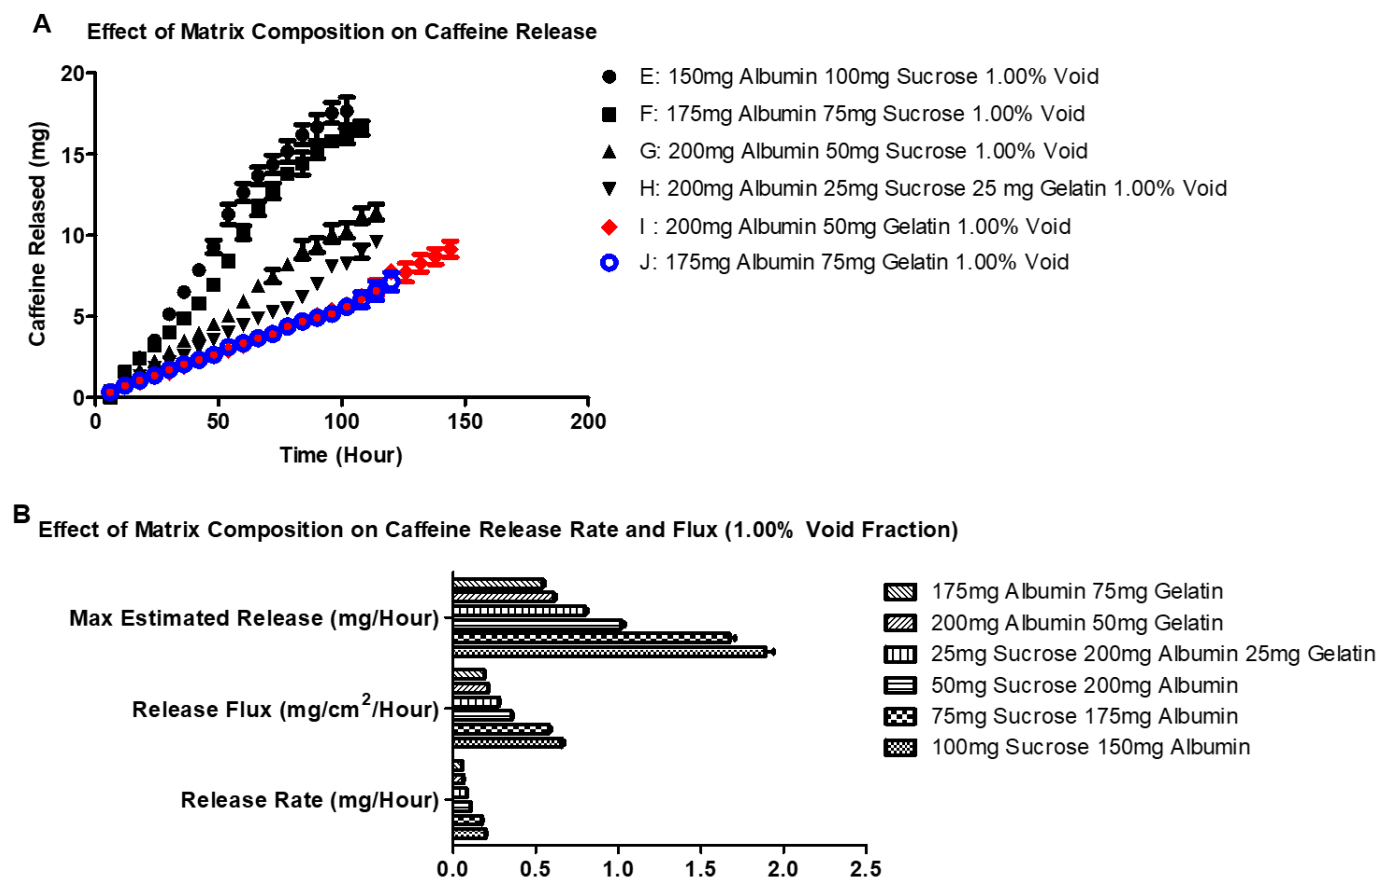 A
Effect of Matrix Composition on Caffeine Release
Caffeine Relased (mg)
20
15
10
5
0
0 50 100 150 200
Time (Hour)
E: 150mg Albumin 100mg Sucrose 1.00% Void
F: 175mg Albumin 75mg Sucrose 1.00% Void
G: 200mg Albumin 50mg Sucrose 1.00% Void
H: 200mg Albumin 25mg Sucrose 25 mg Gelatin 1.00% Void
I : 200mg Albumin 50mg Gelatin 1.00% Void
J: 175mg Albumin 75mg Gelatin 1.00% Void
B
Effect of Matrix Composition on Caffeine Release Rate and Flux (1.00% Void Fraction)
Max Estimated Release (mg/Hour)
Release Flux (mg/cm²/Hour)
Release Rate (mg/Hour)
0.0 0.5 1.0 1.5 2.0 2.5
175mg Albumin 75mg Gelatin
200mg Albumin 50mg Gelatin
25mg Sucrose 200mg Albumin 25mg Gelatin
50mg Sucrose 200mg Albumin
75mg Sucrose 175mg Albumin
100mg Sucrose 150mg Albumin